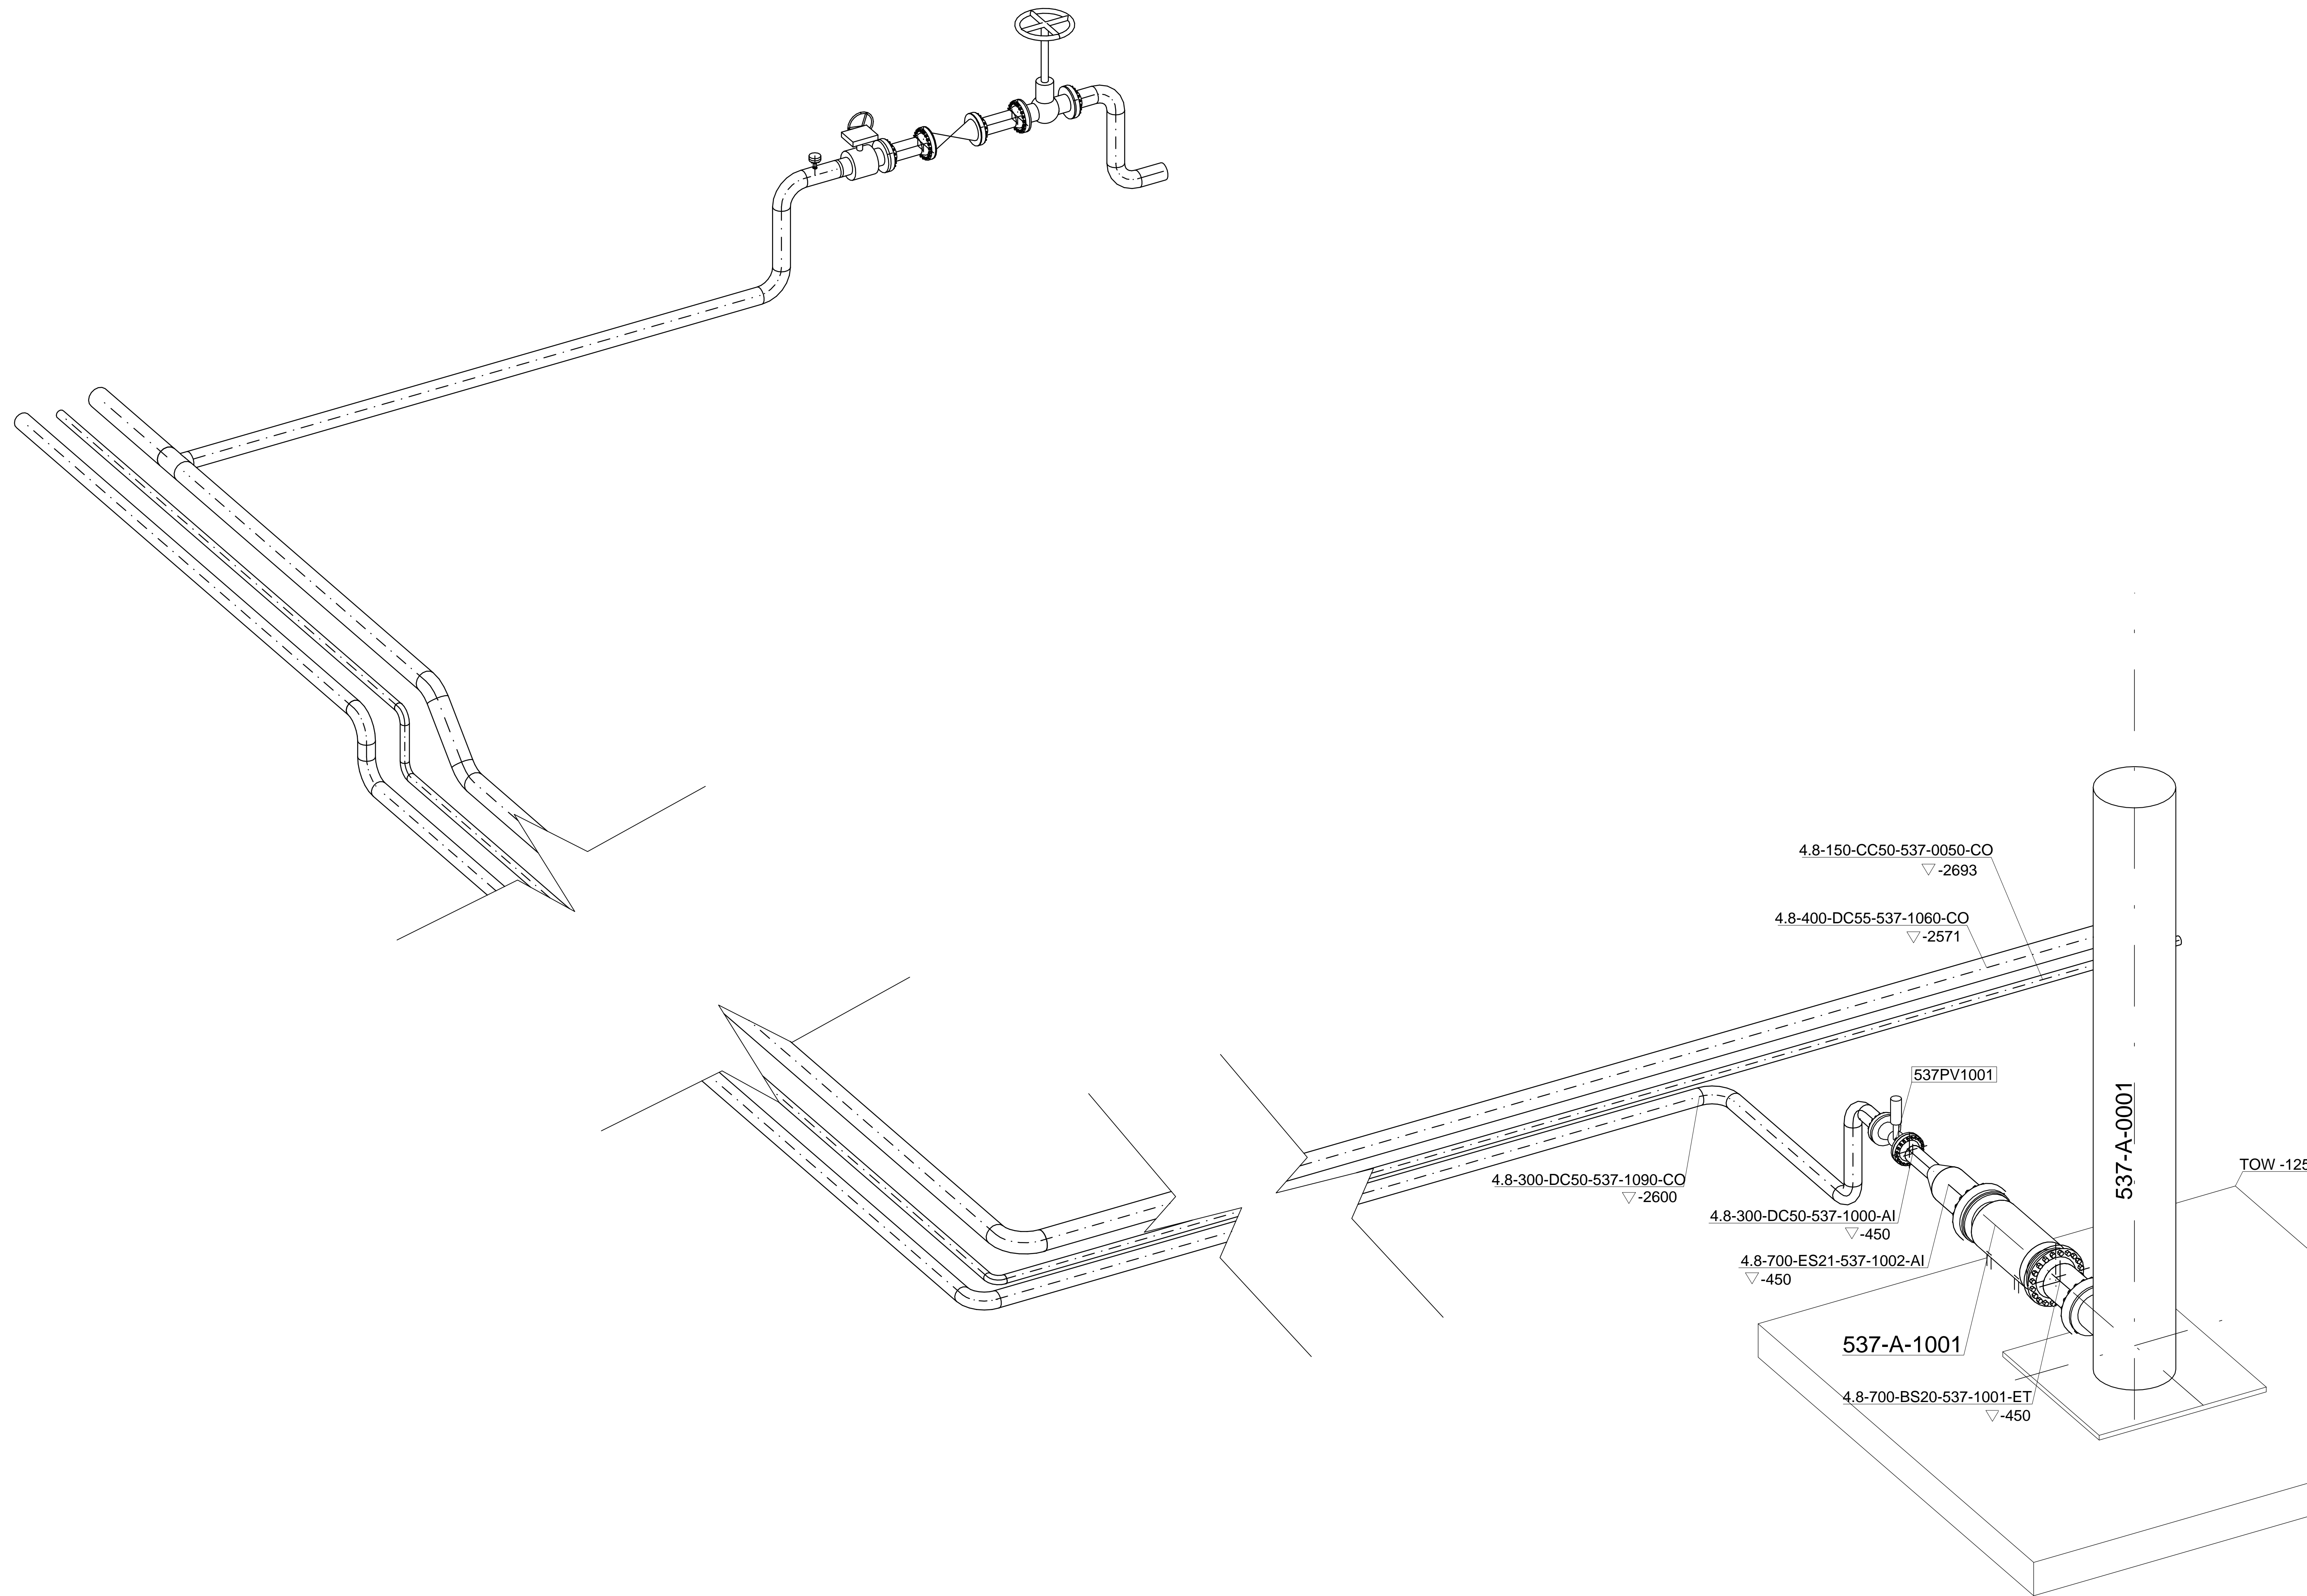 4.8-150-CC50-537-0050-CO
-2693
4.8-400-DC55-537-1060-CO
-2571
537PV1001
537-A-0001
TOW -125
4.8-300-DC50-537-1090-CO
-2600
4.8-300-DC50-537-1000-AI
-450
4.8-700-ES21-537-1002-AI
-450
537-A-1001
4.8-700-BS20-537-1001-ET
-450